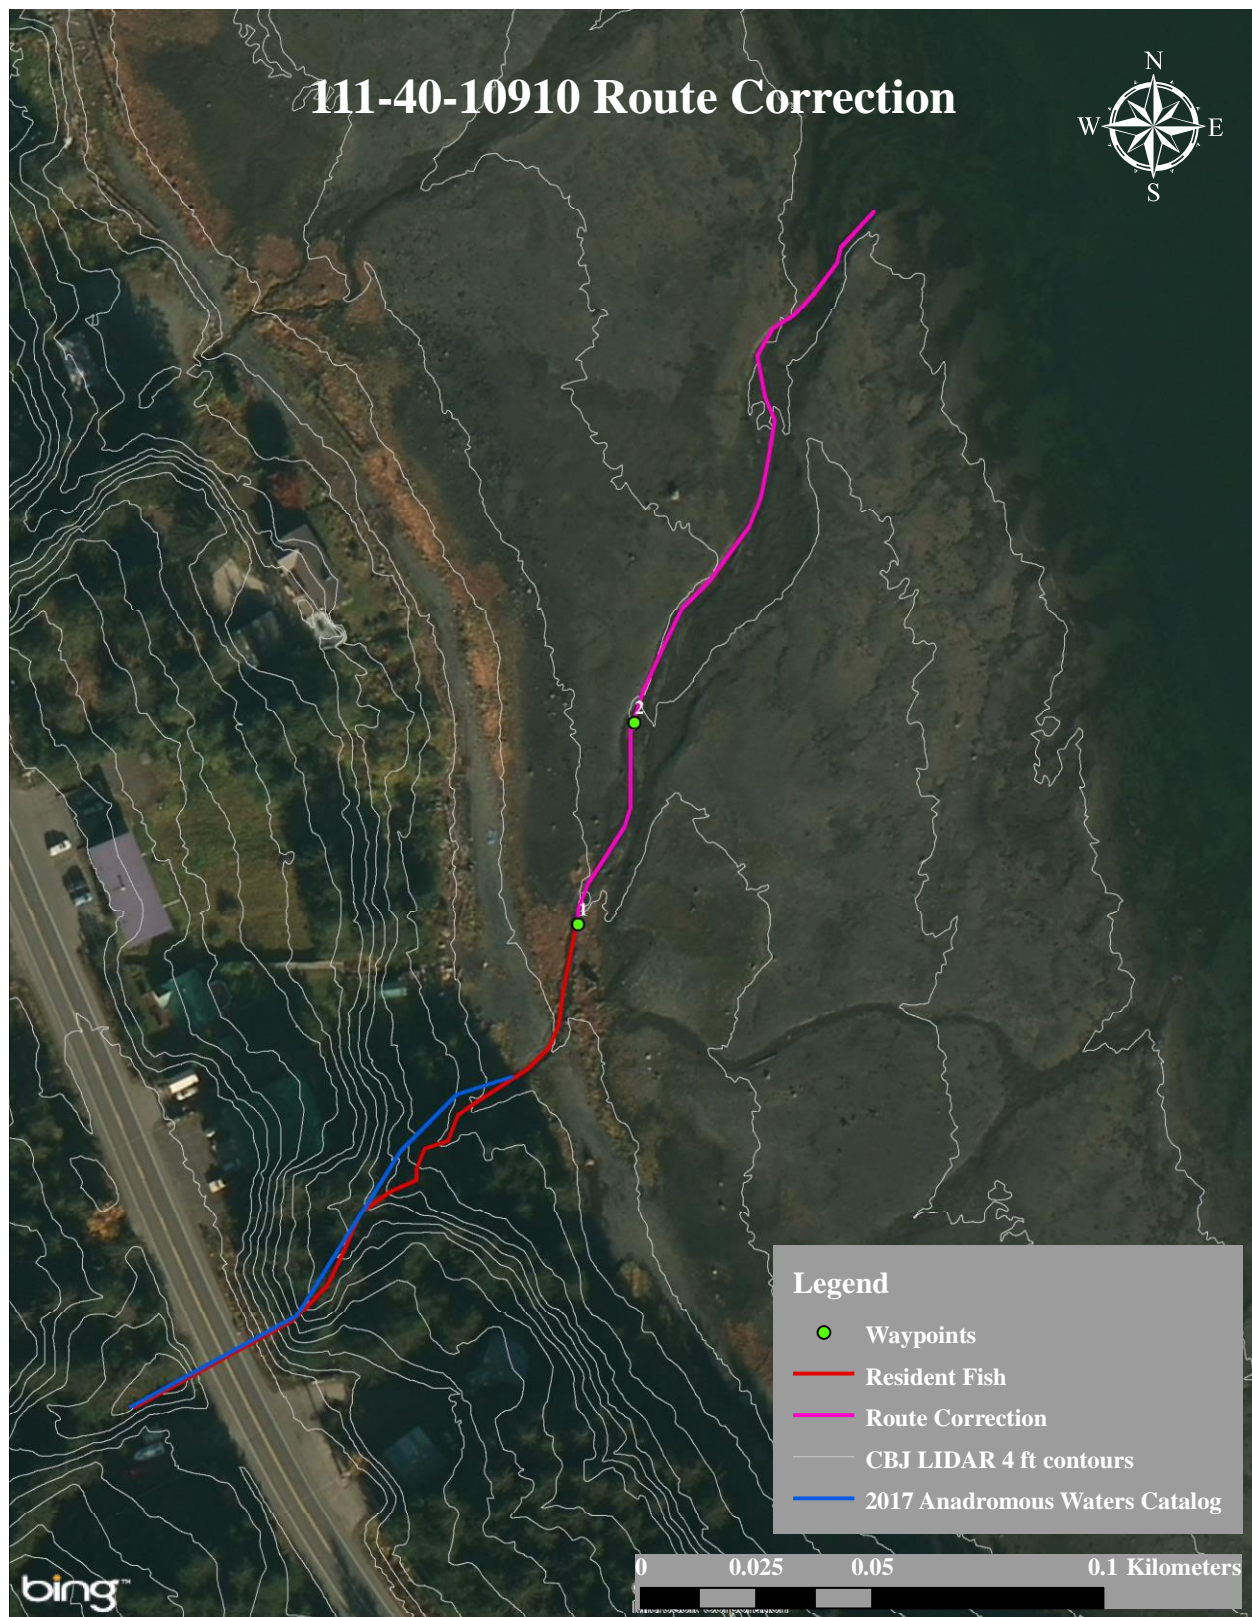 111-40-10910 Route Correction
N
W E
S
2
1
Legend
Waypoints
Resident Fish
Route Correction
CBJ LIDAR 4 ft contours
2017 Anadromous Waters Catalog
0 0.025 0.05 0.1 Kilometers
bing™